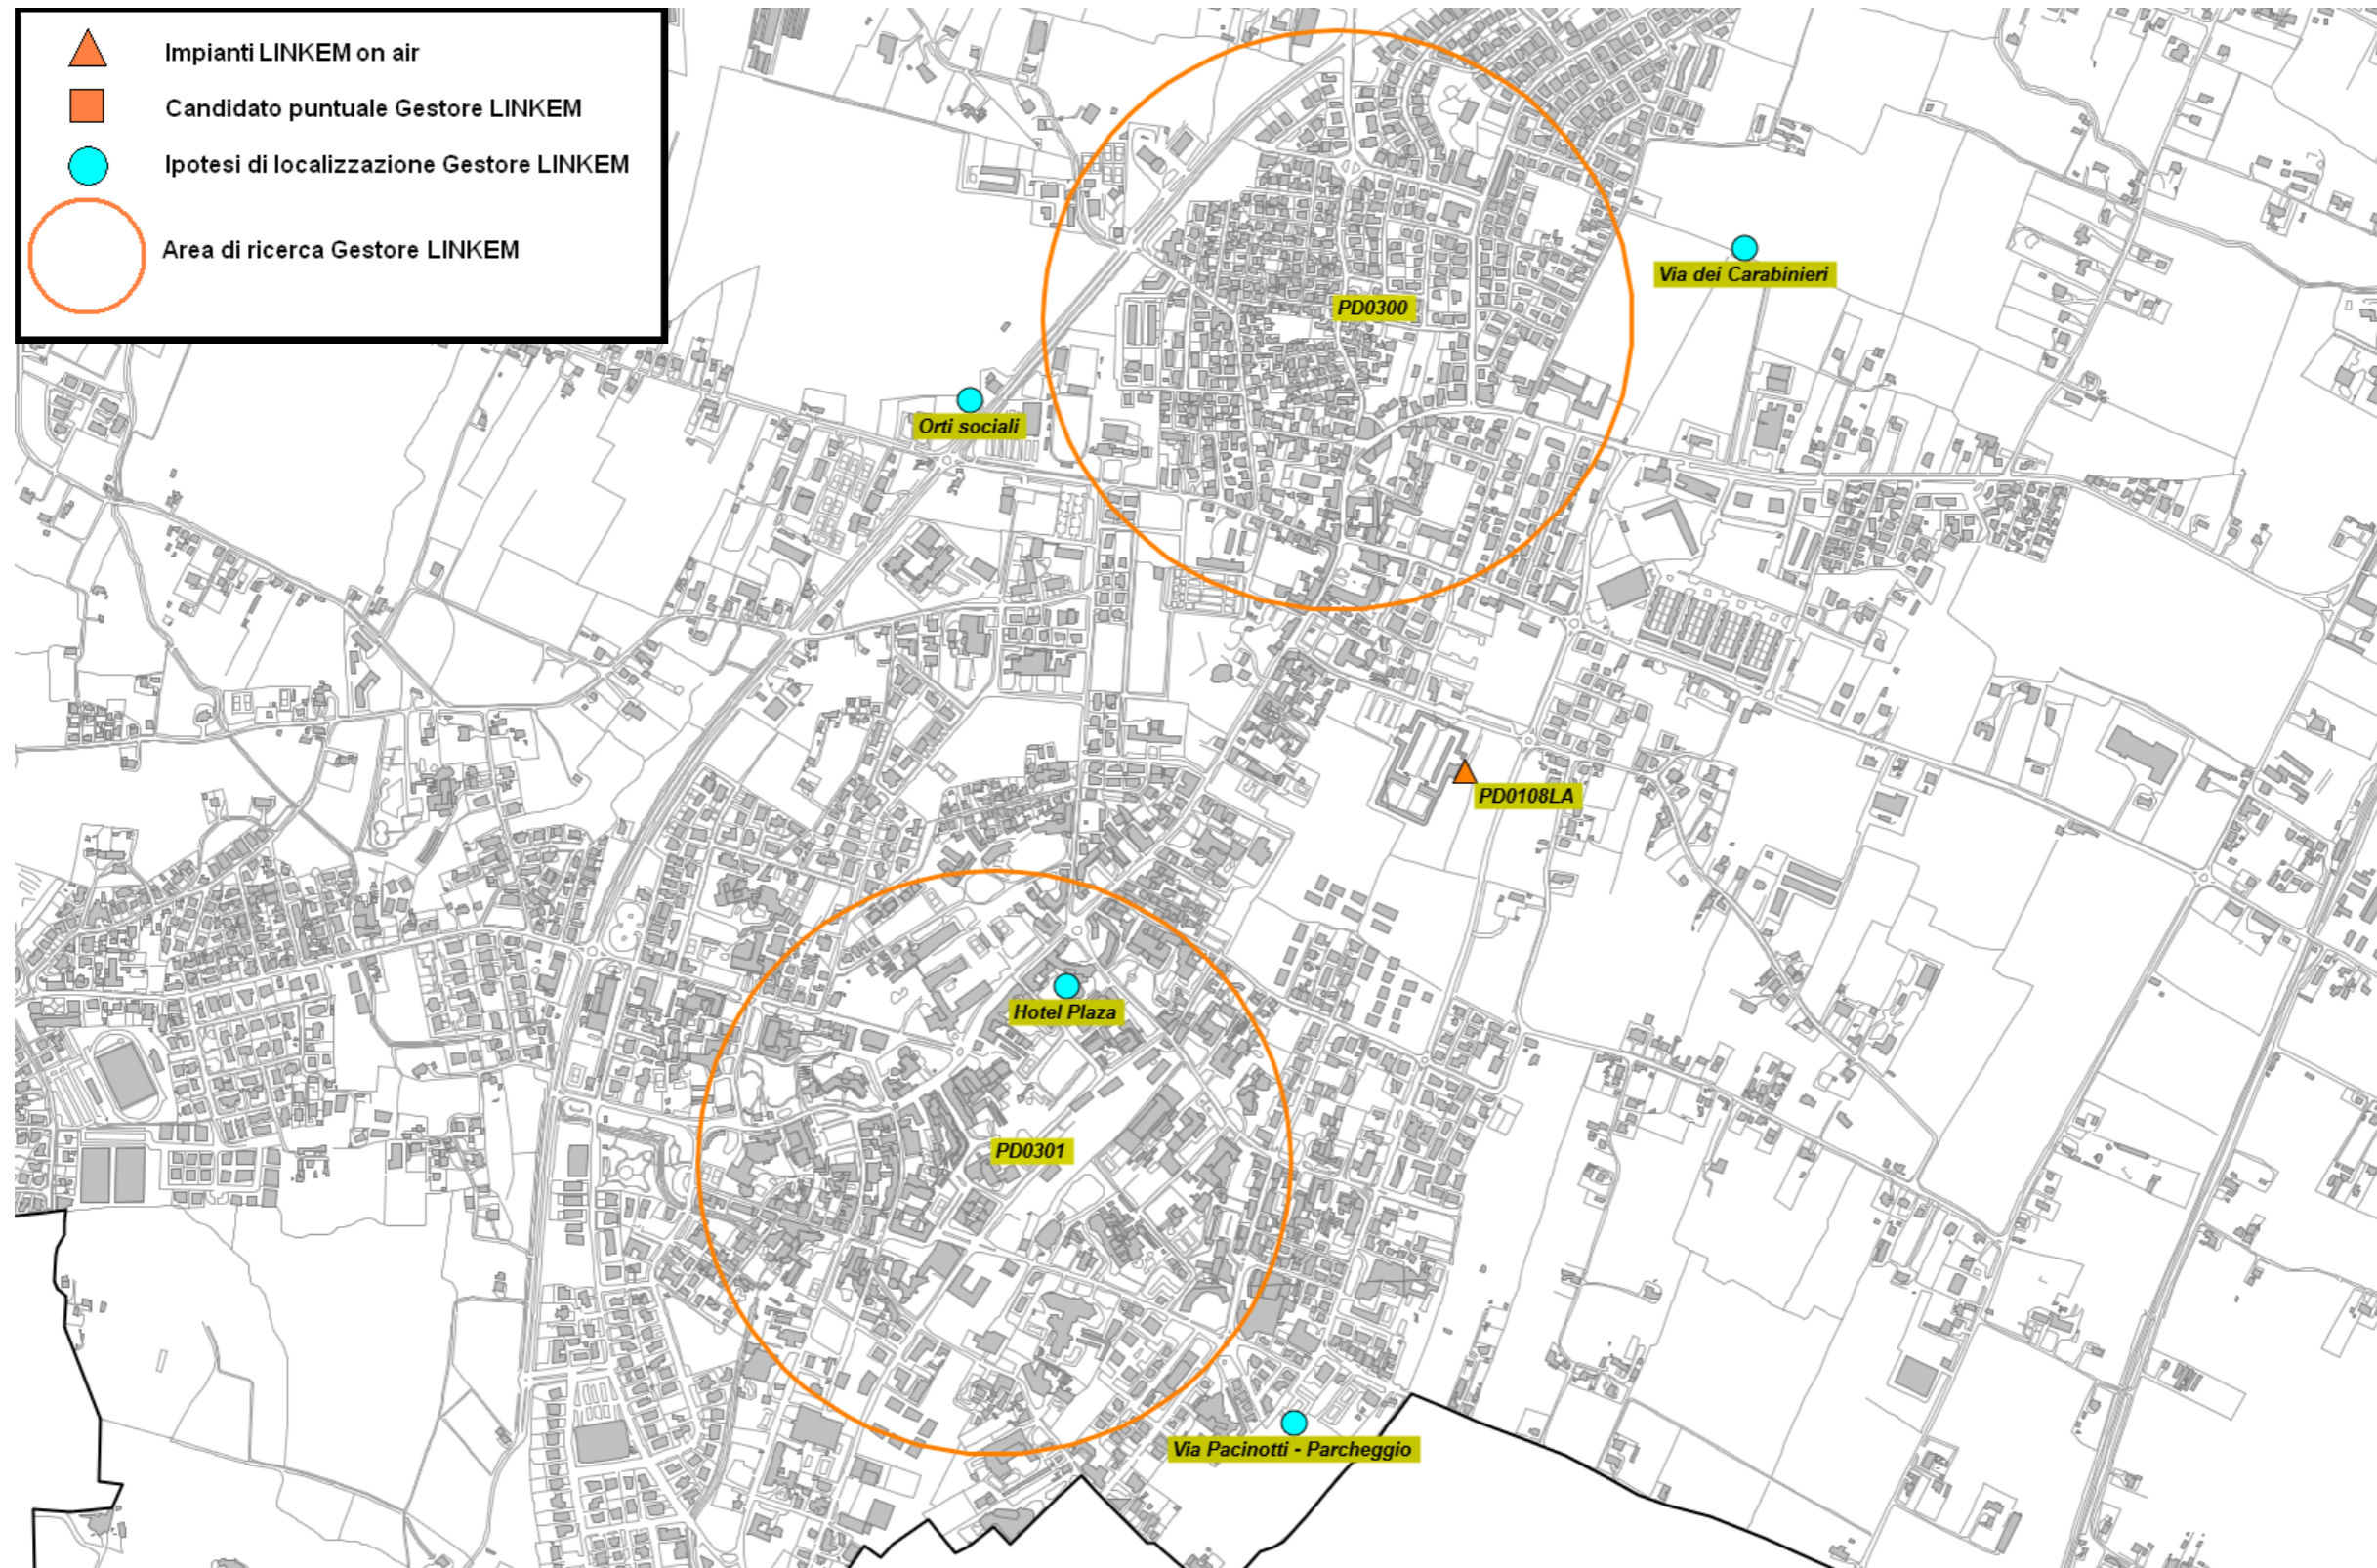 Impianti LINKEM on air
Candidato puntuale Gestore LINKEM
Ipotesi di localizzazione Gestore LINKEM
Area di ricerca Gestore LINKEM
Via dei Carabinieri
PD0300
Orti sociali
PD0108LA
Hotel Plaza
PD0301
Via Pacinotti - Parcheggio